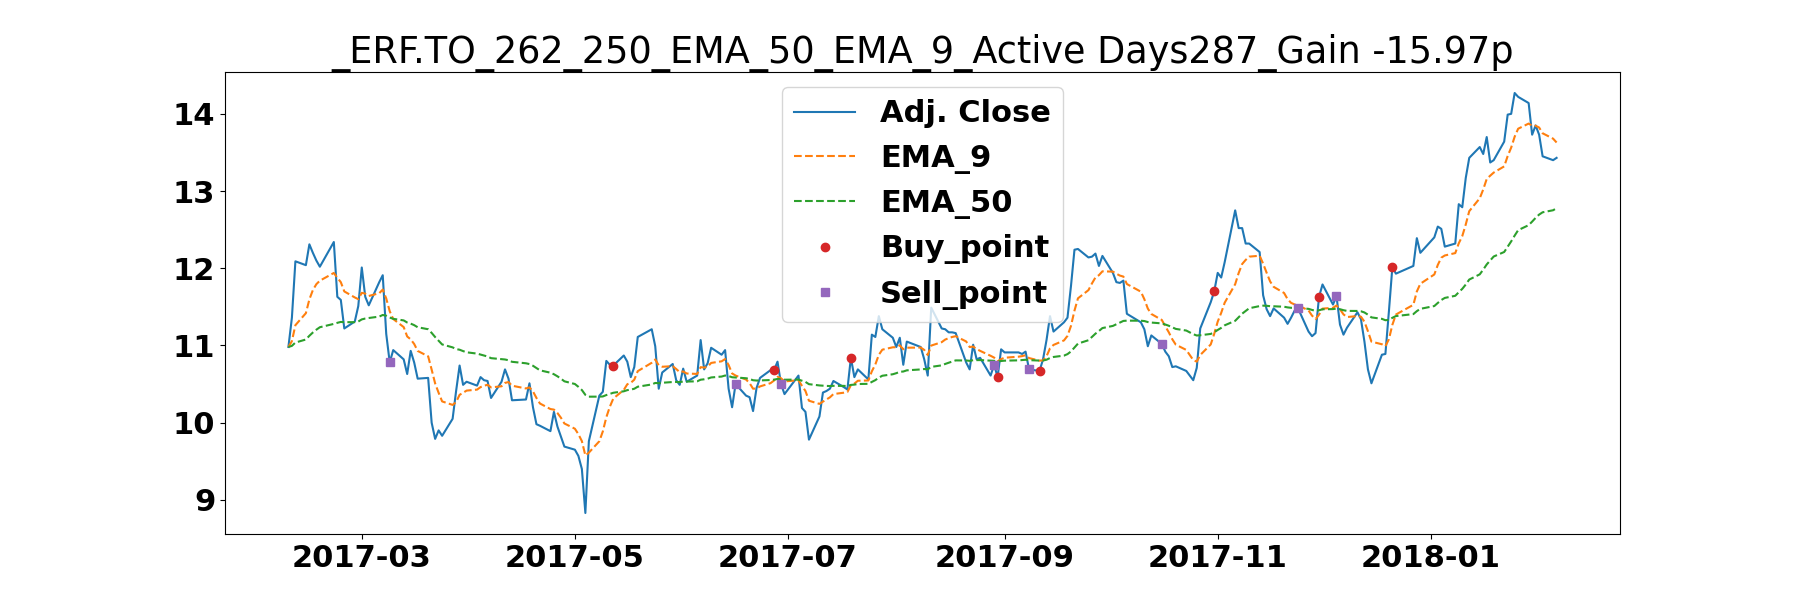 _ERF.TO_262_250_EMA_50_EMA_9_Active Days287_Gain -15.97p
Adj. Close
EMA_9
EMA_50
Buy_point
Sell_point
14
13
12
11
10
9
2017-03 2017-05 2017-07 2017-09 2017-11 2018-01